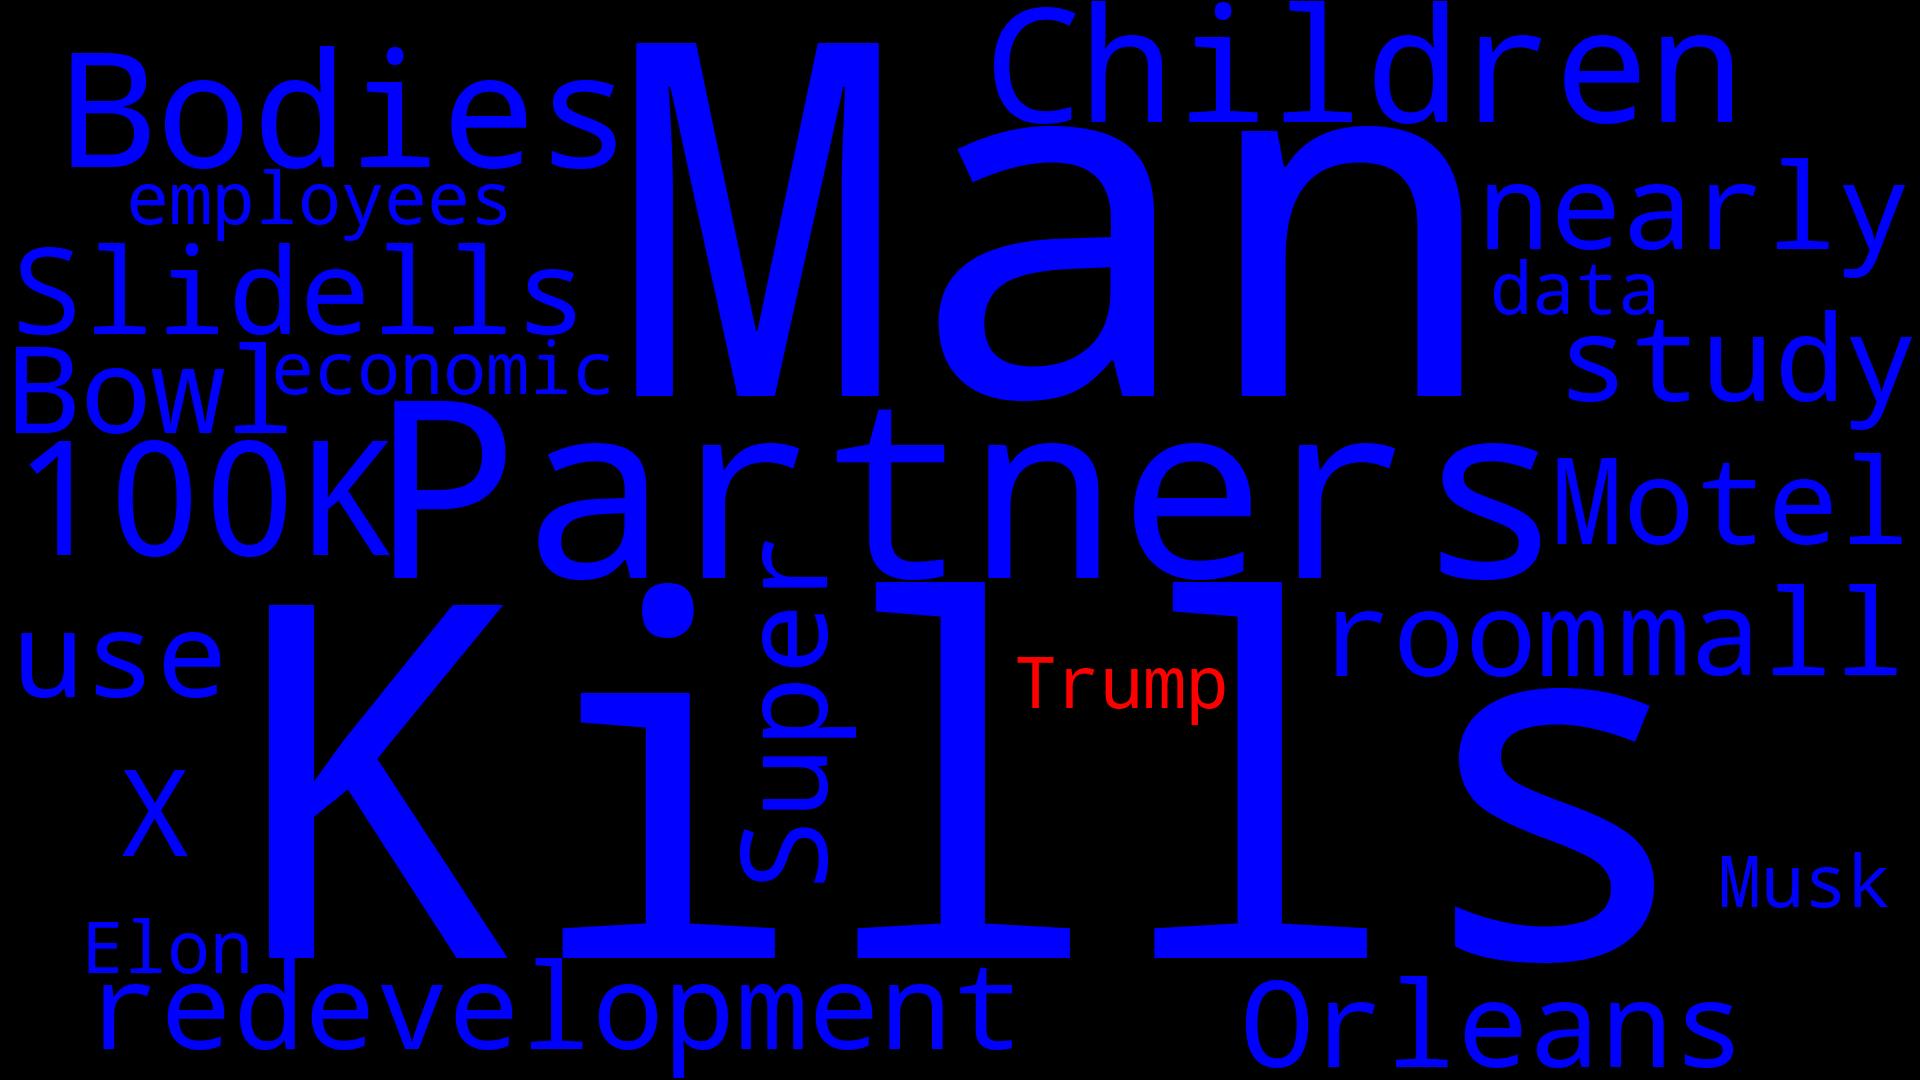 Children
Bodies
Man
employees
nearly
Slidells
data
Bowl
economic
study
100K
Partners
Motel
Super
use
Kills
Trump
roommall
X
Musk
Elon
redevelopment
Orleans